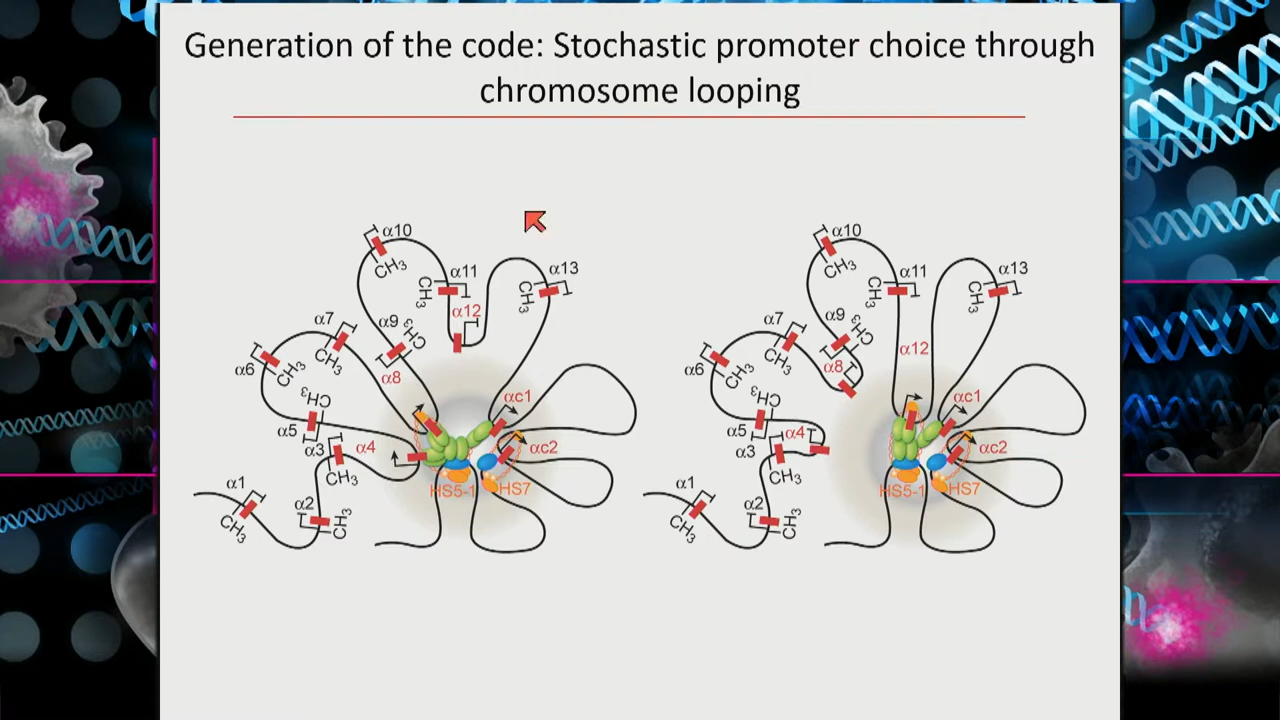 Generation of the code: Stochastic promoter choice through
chromosome looping
α10
CH₃
α11
CH₃
α13
CH₃
α12
α9
CH₃
α7
CH₃
α6
CH₃
α8
CH₃
α5
α3
CH₃
α4
αc1
αc2
HS5-1
HS7
α1
CH₃
α2
CH₃
α10
CH₃
α11
CH₃
α13
CH₃
α12
α9
CH₃
α7
CH₃
α6
CH₃
α8
CH₃
α5
α3
CH₃
α4
αc1
αc2
HS5-1
HS7
α1
CH₃
α2
CH₃